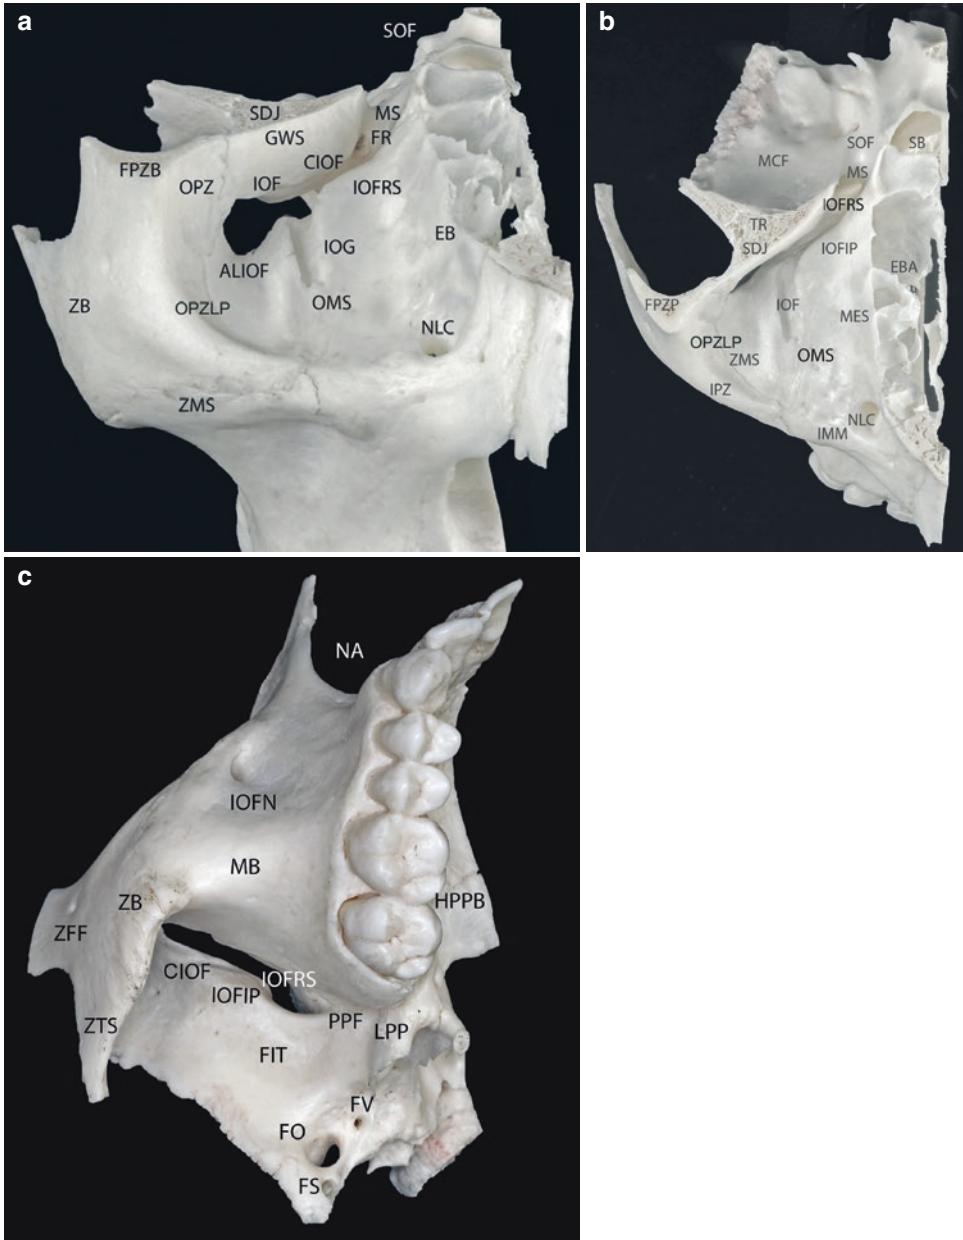 a
SOF
SDJ
MS
GWS
FR
CIOF
FPZB
OPZ
IOF
IOFRS
IOG
EB
ALIOF
ZB
OPZLP
OMS
NLC
ZMS
b
SOF
SB
MCF
MS
IOFRS
TR
SDJ
IOFIP
EBA
FPZP
IOF
MES
OPZLP
ZMS
OMS
IPZ
NLC
IMM
c
NA
IOFN
MB
ZB
HPPB
ZFF
CIOF
IOFRS
IOFIP
ZTS
PPF
LPP
FIT
FV
FO
FS